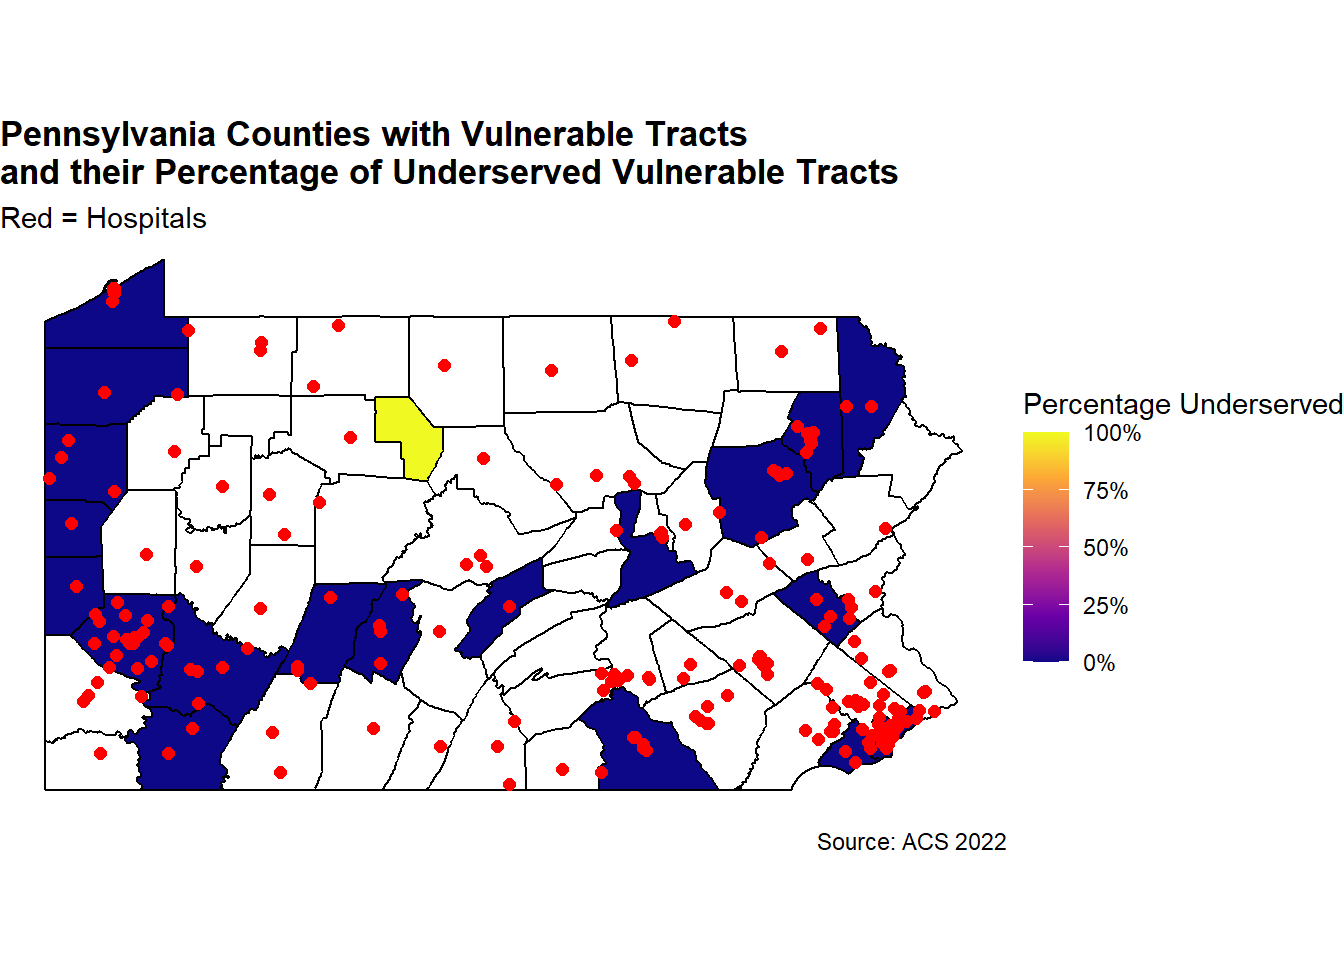 Pennsylvania Counties with Vulnerable Tracts
and their Percentage of Underserved Vulnerable Tracts
Red = Hospitals
Percentage Underserved
100%
75%
50%
25%
0%
Source: ACS 2022